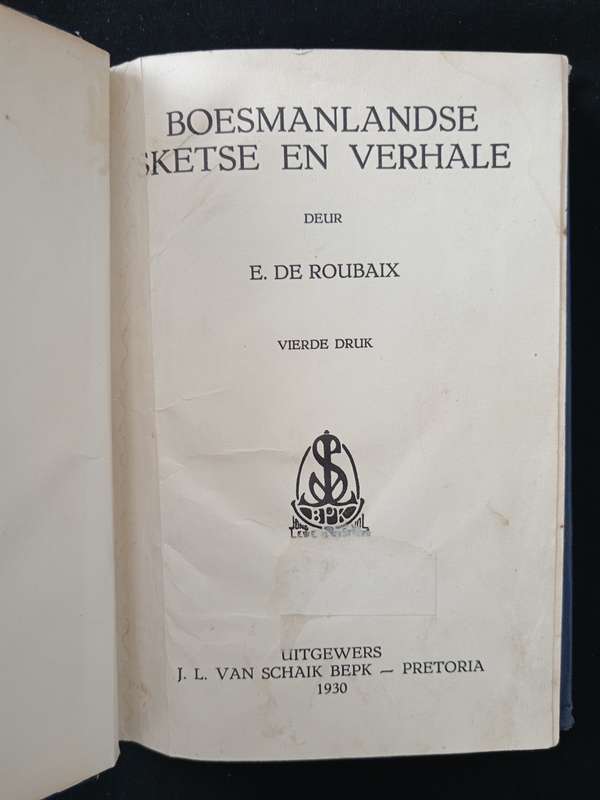 BOESMANLANDSE
SKETSE EN VERHALE
DEUR
E. DE ROUBAIX
VIERDE DRUK
BPK
UITGEWERS
J. L. VAN SCHAIK BEPK — PRETORIA
1930